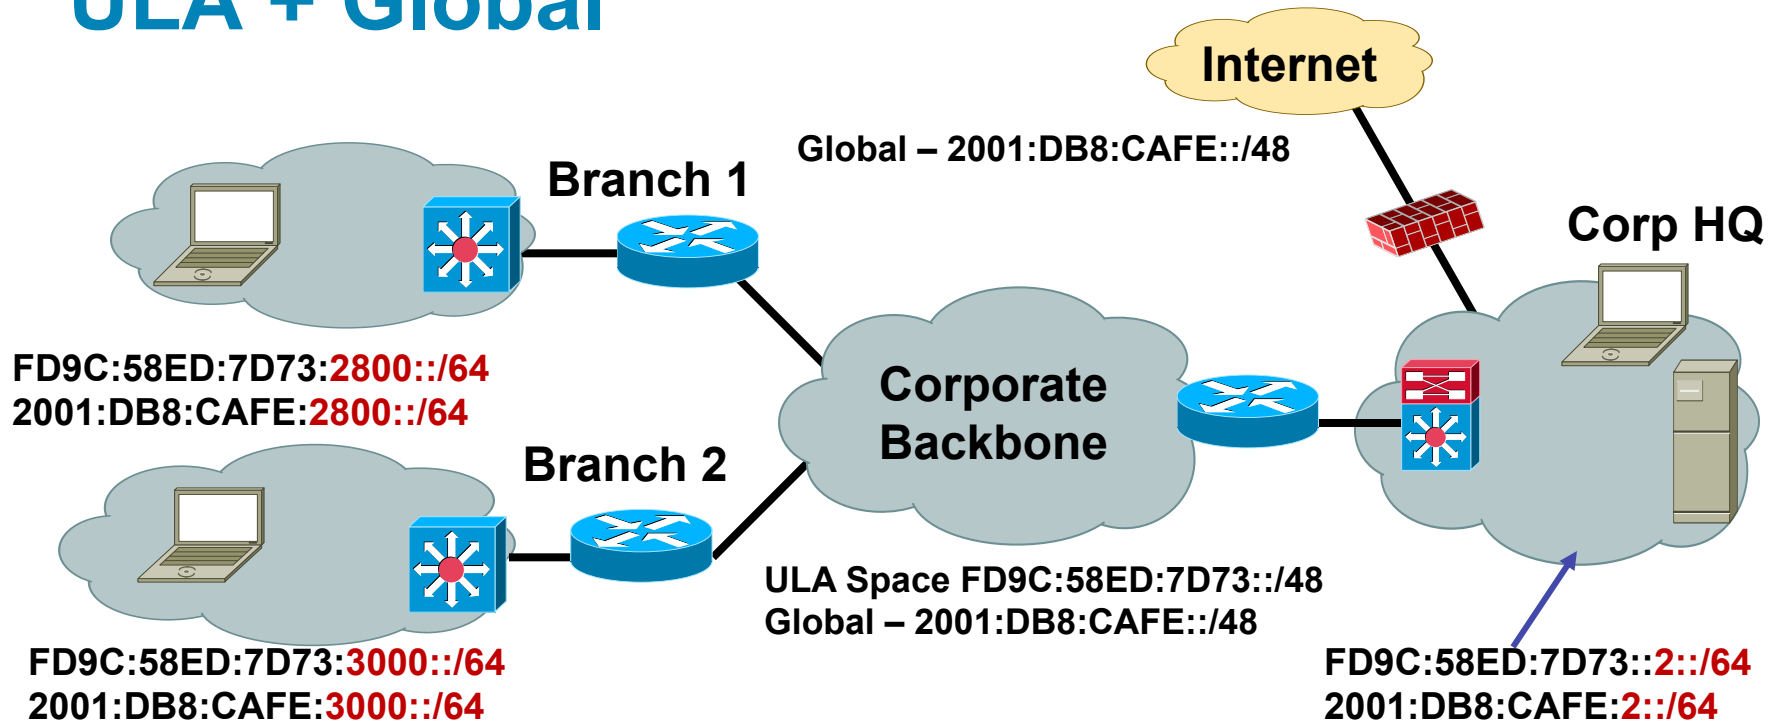 ULA + Global
Internet
Global – 2001:DB8:CAFE::/48
Branch 1
Corp HQ
FD9C:58ED:7D73:2800::/64
2001:DB8:CAFE:2800::/64
Corporate
Backbone
Branch 2
ULA Space FD9C:58ED:7D73::/48
Global – 2001:DB8:CAFE::/48
FD9C:58ED:7D73:3000::/64
2001:DB8:CAFE:3000::/64
FD9C:58ED:7D73::2::/64
2001:DB8:CAFE:2::/64